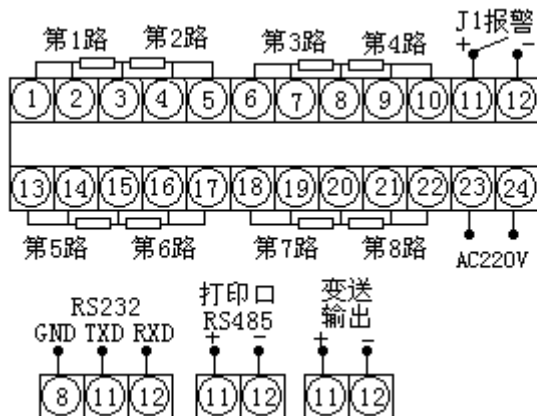 J1报警
第1路 第2路 第3路 第4路 + -
1 2 3 4 5 6 7 8 9 10 11 12
13 14 15 16 17 18 19 20 21 22 23 24
第5路 第6路 第7路 第8路 AC220V
RS232 打印口 变送
GND TXD RXD RS485 输出
+ - + -
8 11 12 11 12 11 12